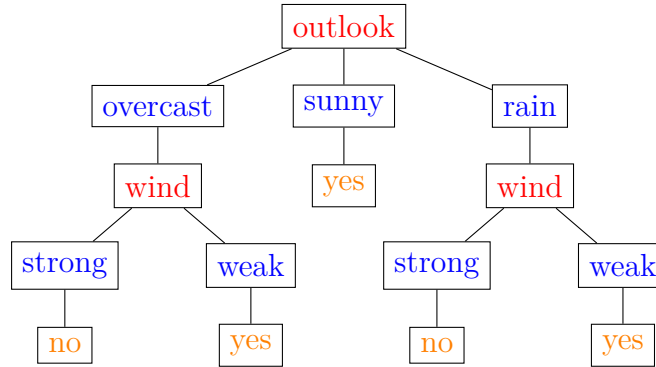 outlook
overcast
sunny
rain
wind
yes
wind
strong
weak
strong
weak
no
yes
no
yes